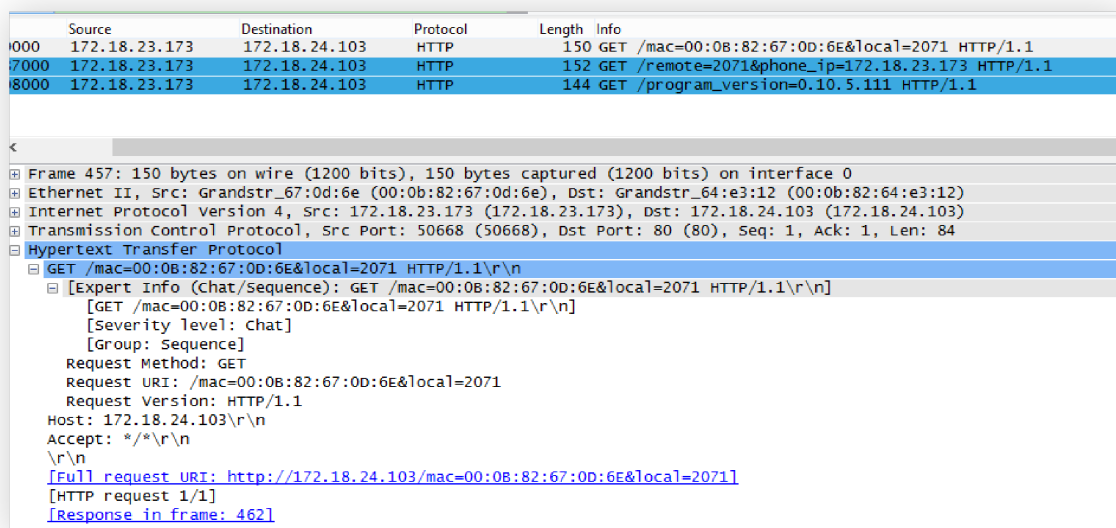 Source Destination Protocol Length Info
0000 172.18.23.173 172.18.24.103 HTTP 150 GET /mac=00:0B:82:67:0D:6E&local=2071 HTTP/1.1
87000 172.18.23.173 172.18.24.103 HTTP 152 GET /remote=2071&phone_ip=172.18.23.173 HTTP/1.1
98000 172.18.23.173 172.18.24.103 HTTP 144 GET /program_version=0.10.5.111 HTTP/1.1
Frame 457: 150 bytes on wire (1200 bits), 150 bytes captured (1200 bits) on interface 0
Ethernet II, Src: Grandstr_67:0d:6e (00:0b:82:67:0d:6e), Dst: Grandstr_64:e3:12 (00:0b:82:64:e3:12)
Internet Protocol Version 4, Src: 172.18.23.173 (172.18.23.173), Dst: 172.18.24.103 (172.18.24.103)
Transmission Control Protocol, Src Port: 50668 (50668), Dst Port: 80 (80), Seq: 1, Ack: 1, Len: 84
Hypertext Transfer Protocol
GET /mac=00:0B:82:67:0D:6E&local=2071 HTTP/1.1\r\n
[Expert Info (Chat/Sequence): GET /mac=00:0B:82:67:0D:6E&local=2071 HTTP/1.1\r\n]
[GET /mac=00:0B:82:67:0D:6E&local=2071 HTTP/1.1\r\n]
[Severity level: Chat]
[Group: Sequence]
Request Method: GET
Request URI: /mac=00:0B:82:67:0D:6E&local=2071
Request Version: HTTP/1.1
Host: 172.18.24.103\r\n
Accept: */*\r\n
\r\n
[Full request URI: http://172.18.24.103/mac=00:0B:82:67:0D:6E&local=2071]
[HTTP request 1/1]
[Response in frame: 462]